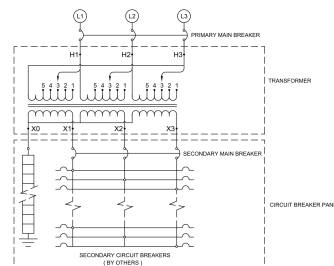 L1 L2 L3
PRIMARY MAIN BREAKER
H1 H2 H3
5 4 3 2 1 5 4 3 2 1 5 4 3 2 1
TRANSFORMER
X0 X1 X2 X3
SECONDARY MAIN BREAKER
CIRCUIT BREAKER PAN
SECONDARY CIRCUIT BREAKERS
( BY OTHERS )